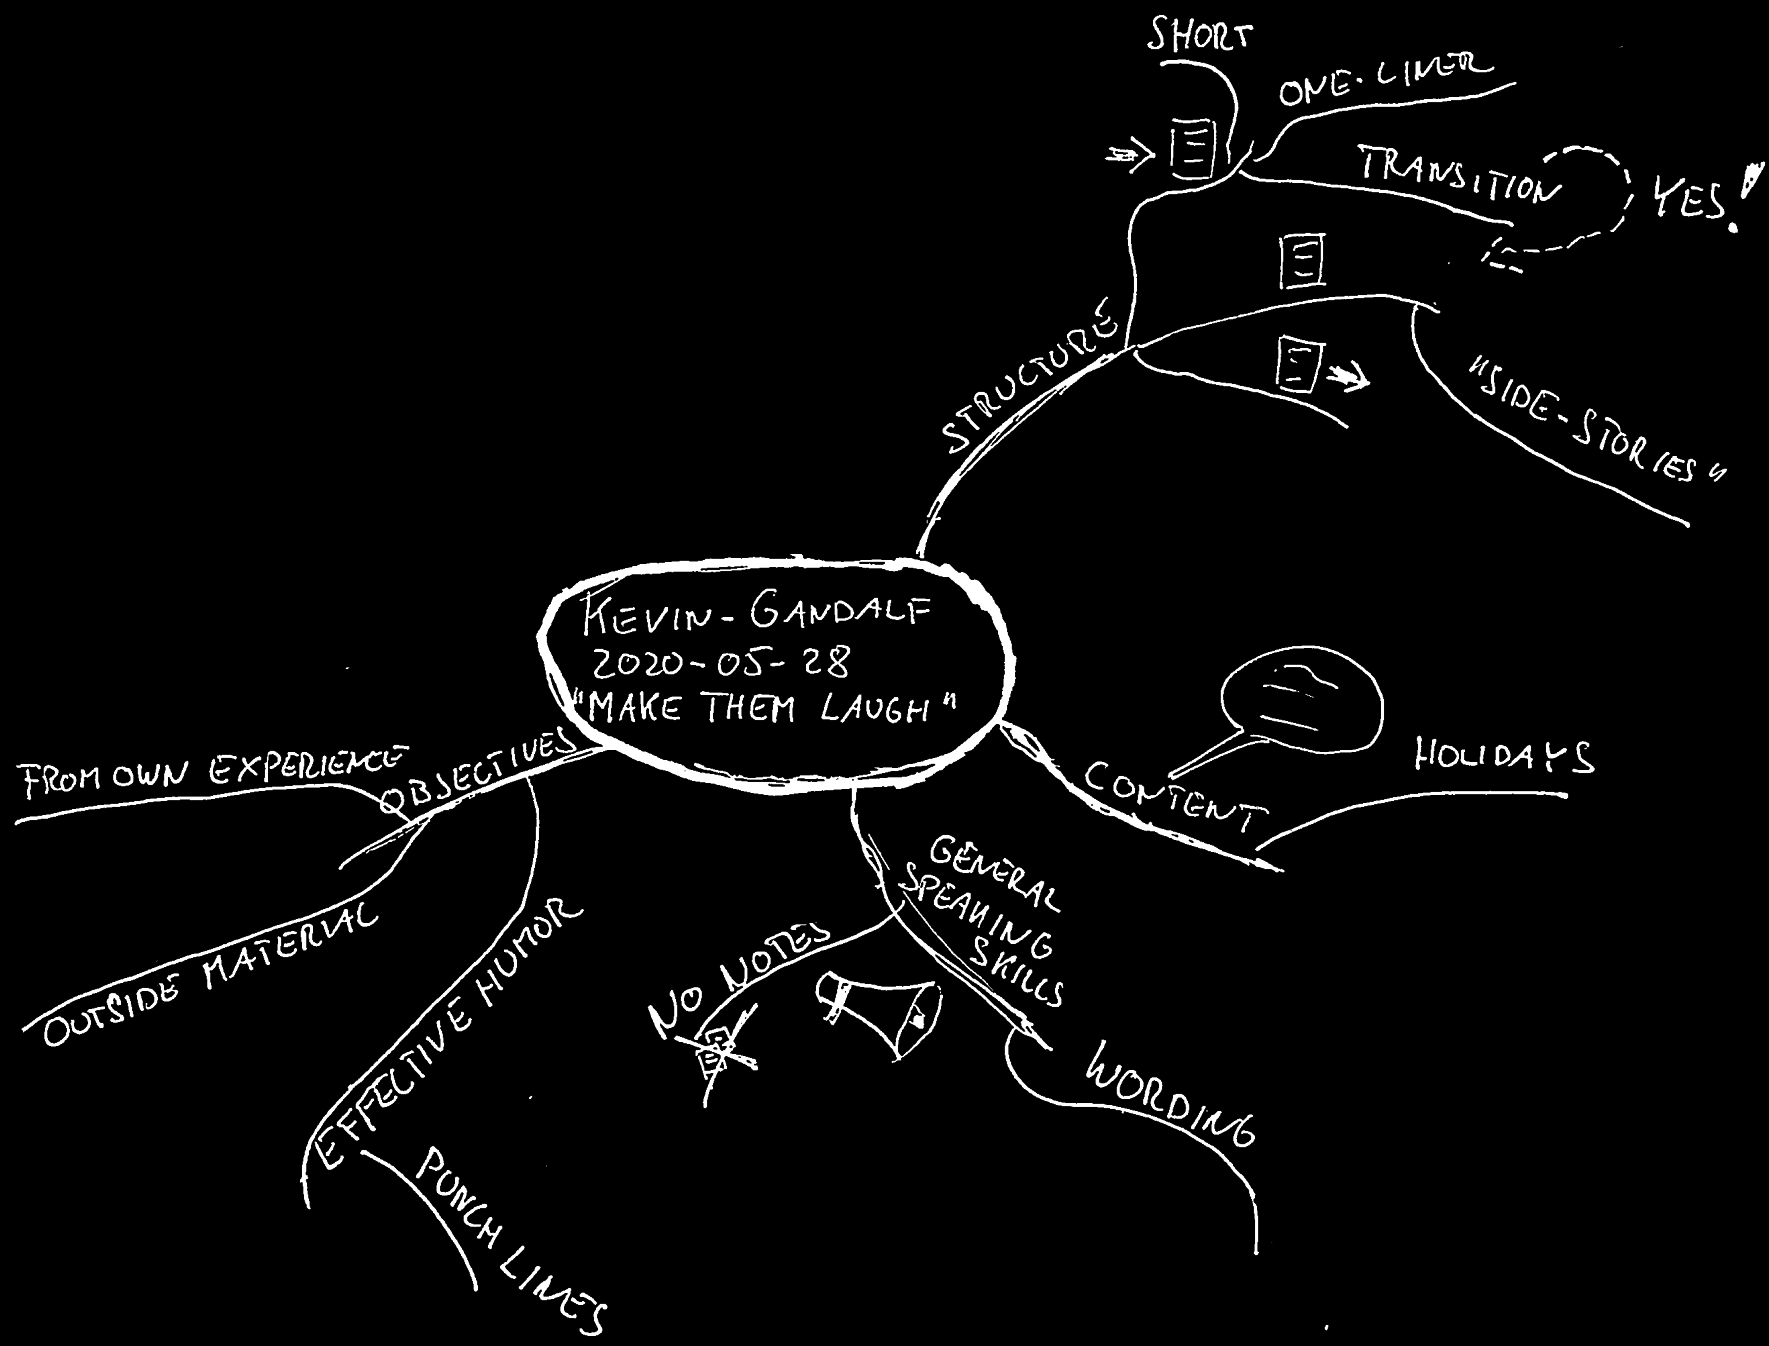 SHORT
ONE-LINER
TRANSITION
YES!
STRUCTURE
"SIDE-STORIES"
KEVIN-GANDALF
2020-05-28
"MAKE THEM LAUGH"
CONTENT
HOLIDAYS
GENERAL
SPEAKING
SKILLS
NO NOTES
WORDING
OBJECTIVES
FROM OWN EXPERIENCE
OUTSIDE MATERIAL
EFFECTIVE HUMOR
PUNCH LINES